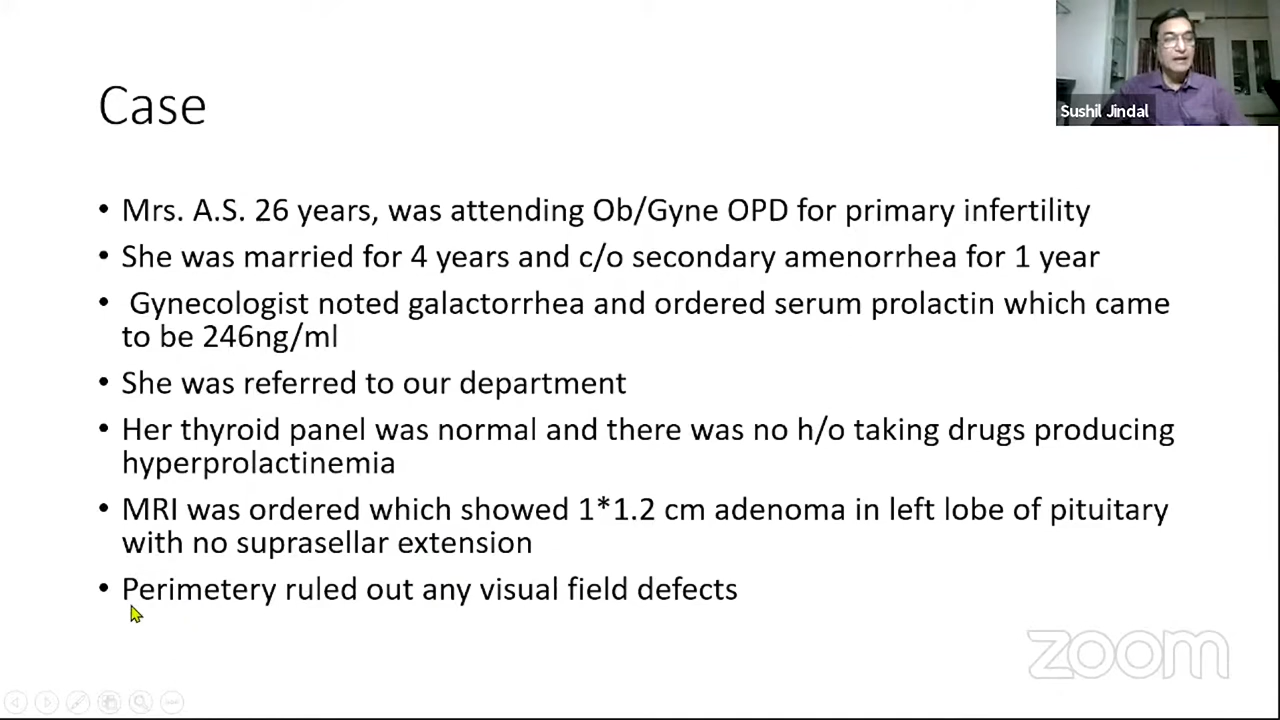 Sushil Jindal
Case
• Mrs. A.S. 26 years, was attending Ob/Gyne OPD for primary infertility
• She was married for 4 years and c/o secondary amenorrhea for 1 year
• Gynecologist noted galactorrhea and ordered serum prolactin which came
to be 246ng/ml
• She was referred to our department
• Her thyroid panel was normal and there was no h/o taking drugs producing
hyperprolactinemia
• MRI was ordered which showed 1*1.2 cm adenoma in left lobe of pituitary
with no suprasellar extension
• Perimetery ruled out any visual field defects
zoom